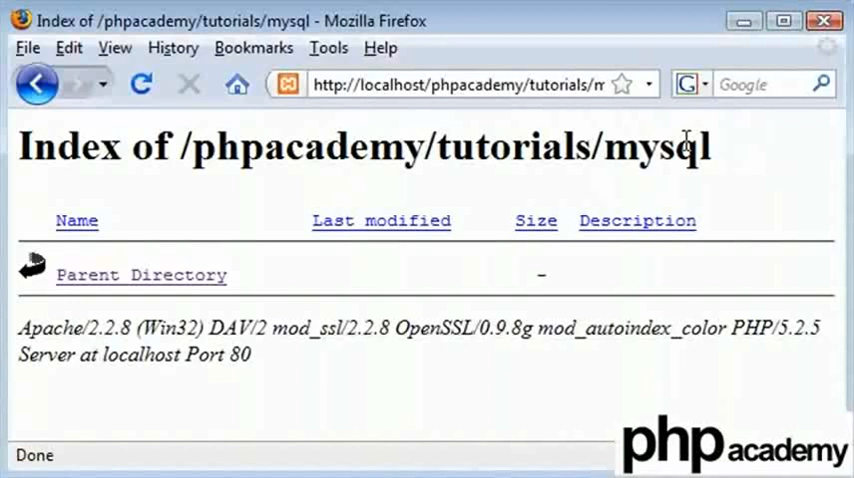 Index of /phpacademy/tutorials/mysql - Mozilla Firefox
File Edit View History Bookmarks Tools Help
http://localhost/phpacademy/tutorials/m G Google
Index of /phpacademy/tutorials/mysql
Name Last modified Size Description
Parent Directory -
Apache/2.2.8 (Win32) DAV/2 mod_ssl/2.2.8 OpenSSL/0.9.8g mod_autoindex_color PHP/5.2.5
Server at localhost Port 80
Done
php academy